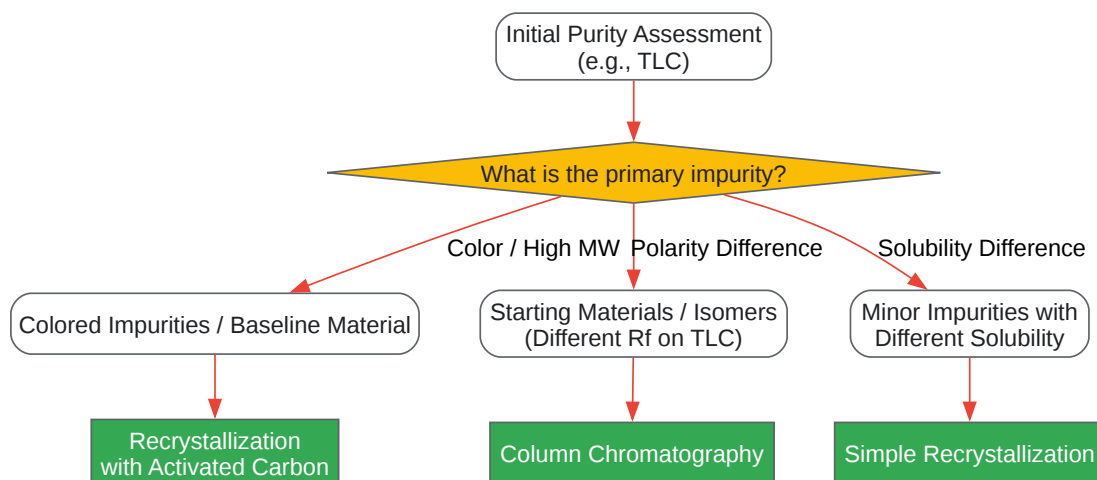 Initial Purity Assessment
(e.g., TLC)
What is the primary impurity?
Color / High MW
Polarity Difference
Solubility Difference
Colored Impurities / Baseline Material
Starting Materials / Isomers
(Different Rf on TLC)
Minor Impurities with
Different Solubility
Recrystallization
with Activated Carbon
Column Chromatography
Simple Recrystallization